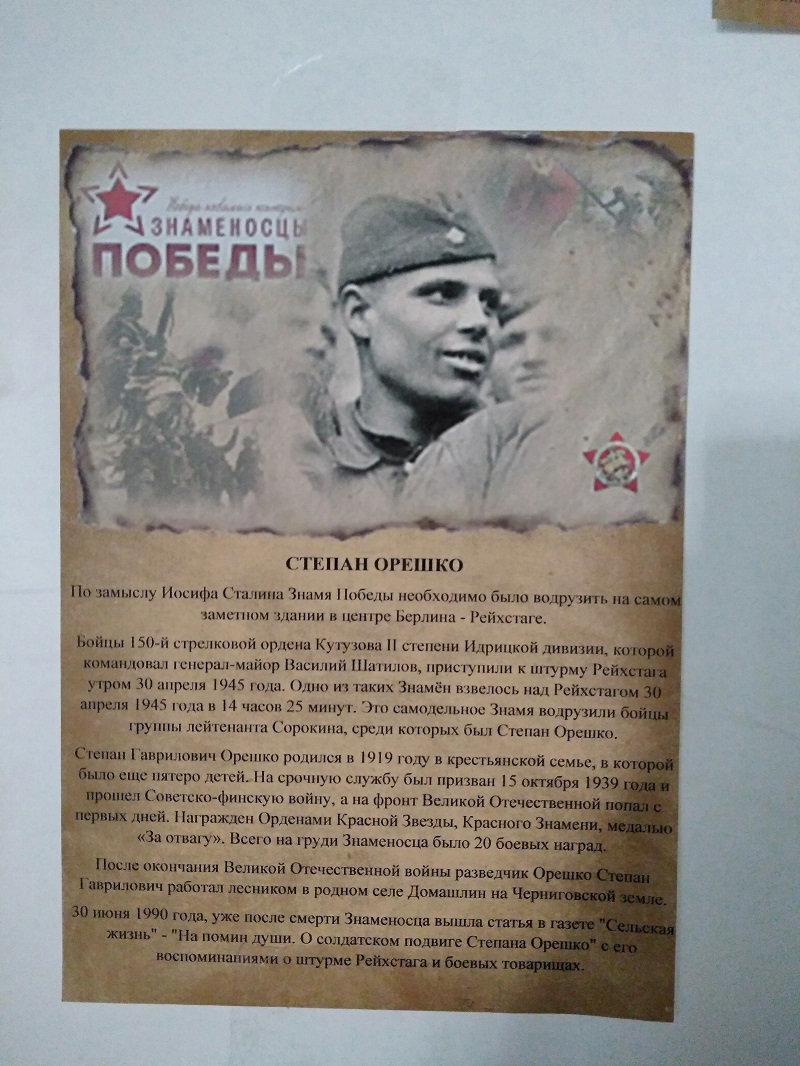 ЗНАМЕНОСЦЫ
ПОБЕДЫ
СТЕПАН ОРЕШКО
По замыслу Иосифа Сталина Знамя Победы необходимо было водрузить на самом
заметном здании в центре Берлина - Рейхстаге.
Бойцы 150-й стрелковой ордена Кутузова II степени Идрицкой дивизии, которой
командовал генерал-майор Василий Шатилов, приступили к штурму Рейхстага
утром 30 апреля 1945 года. Одно из таких Знамён взвелось над Рейхстагом 30
апреля 1945 года в 14 часов 25 минут. Это самодельное Знамя водрузили бойцы
группы лейтенанта Сорокина, среди которых был Степан Орешко.
Степан Гаврилович Орешко родился в 1919 году в крестьянской семье, в которой
было еще пятеро детей. На срочную службу был призван 15 октября 1939 года и
прошел Советско-финскую войну, а на фронт Великой Отечественной попал с
первых дней. Награжден Орденами Красной Звезды, Красного Знамени, медалью
«За отвагу». Всего на груди Знаменосца было 20 боевых наград.
После окончания Великой Отечественной войны разведчик Орешко Степан
Гаврилович работал лесником в родном селе Домашлин на Черниговской земле.
30 июня 1990 года, уже после смерти Знаменосца вышла статья в газете "Сельская
жизнь" - "На помин души. О солдатском подвиге Степана Орешко" с его
воспоминаниями о штурме Рейхстага и боевых товарищах.